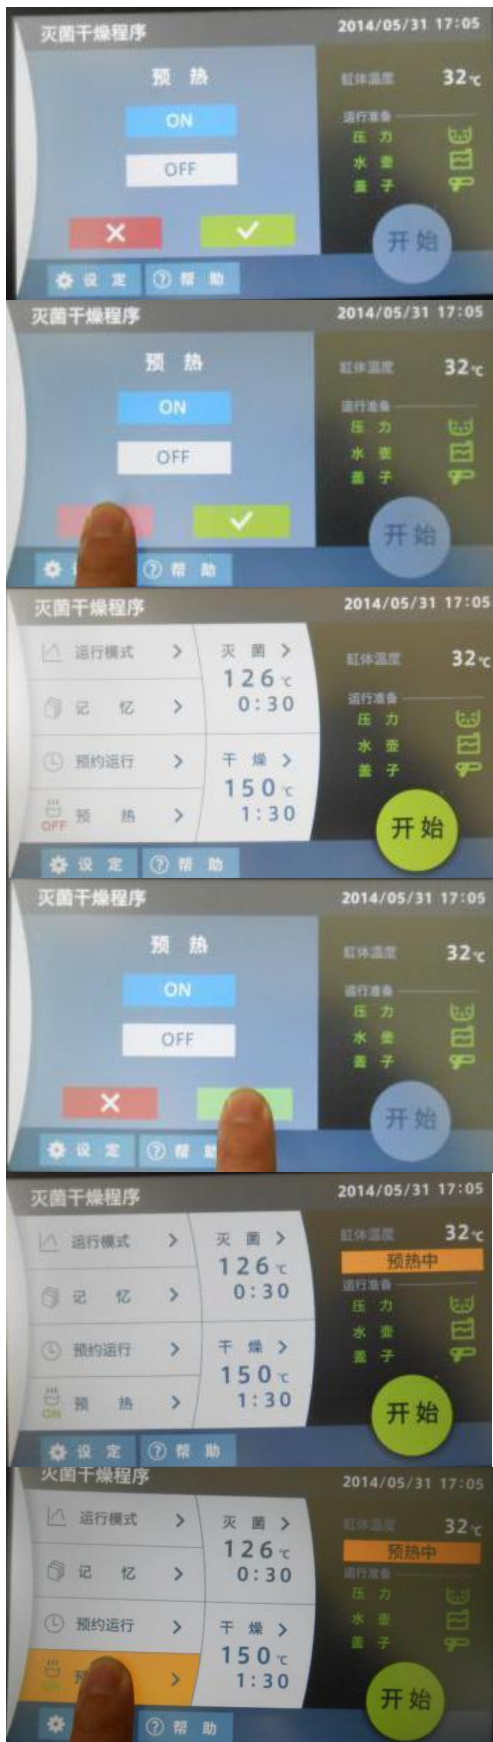 灭菌干燥程序 2014/05/31 17:05
预 热
ON
OFF
缸体温度 32℃
运行准备
压 力
水 壶
盖 子
开始
设 定 帮 助
灭菌干燥程序 2014/05/31 17:05
预 热
ON
OFF
缸体温度 32℃
运行准备
压 力
水 壶
盖 子
开始
帮 助
灭菌干燥程序 2014/05/31 17:05
运行模式
记 忆
预约运行
预 热
OFF
灭 菌
126℃
0:30
干 燥
150℃
1:30
缸体温度 32℃
运行准备
压 力
水 壶
盖 子
开始
设 定 帮 助
灭菌干燥程序 2014/05/31 17:05
预 热
ON
OFF
缸体温度 32℃
运行准备
压 力
水 壶
盖 子
开始
设 定 帮
灭菌干燥程序 2014/05/31 17:05
运行模式
记 忆
预约运行
预 热
ON
灭 菌
126℃
0:30
干 燥
150℃
1:30
缸体温度 32℃
预热中
运行准备
压 力
水 壶
盖 子
开始
设 定 帮 助
灭菌干燥程序 2014/05/31 17:05
运行模式
记 忆
预约运行
预
ON
灭 菌
126℃
0:30
干 燥
150℃
1:30
缸体温度 32℃
预热中
运行准备
压 力
水 壶
盖 子
开始
帮 助